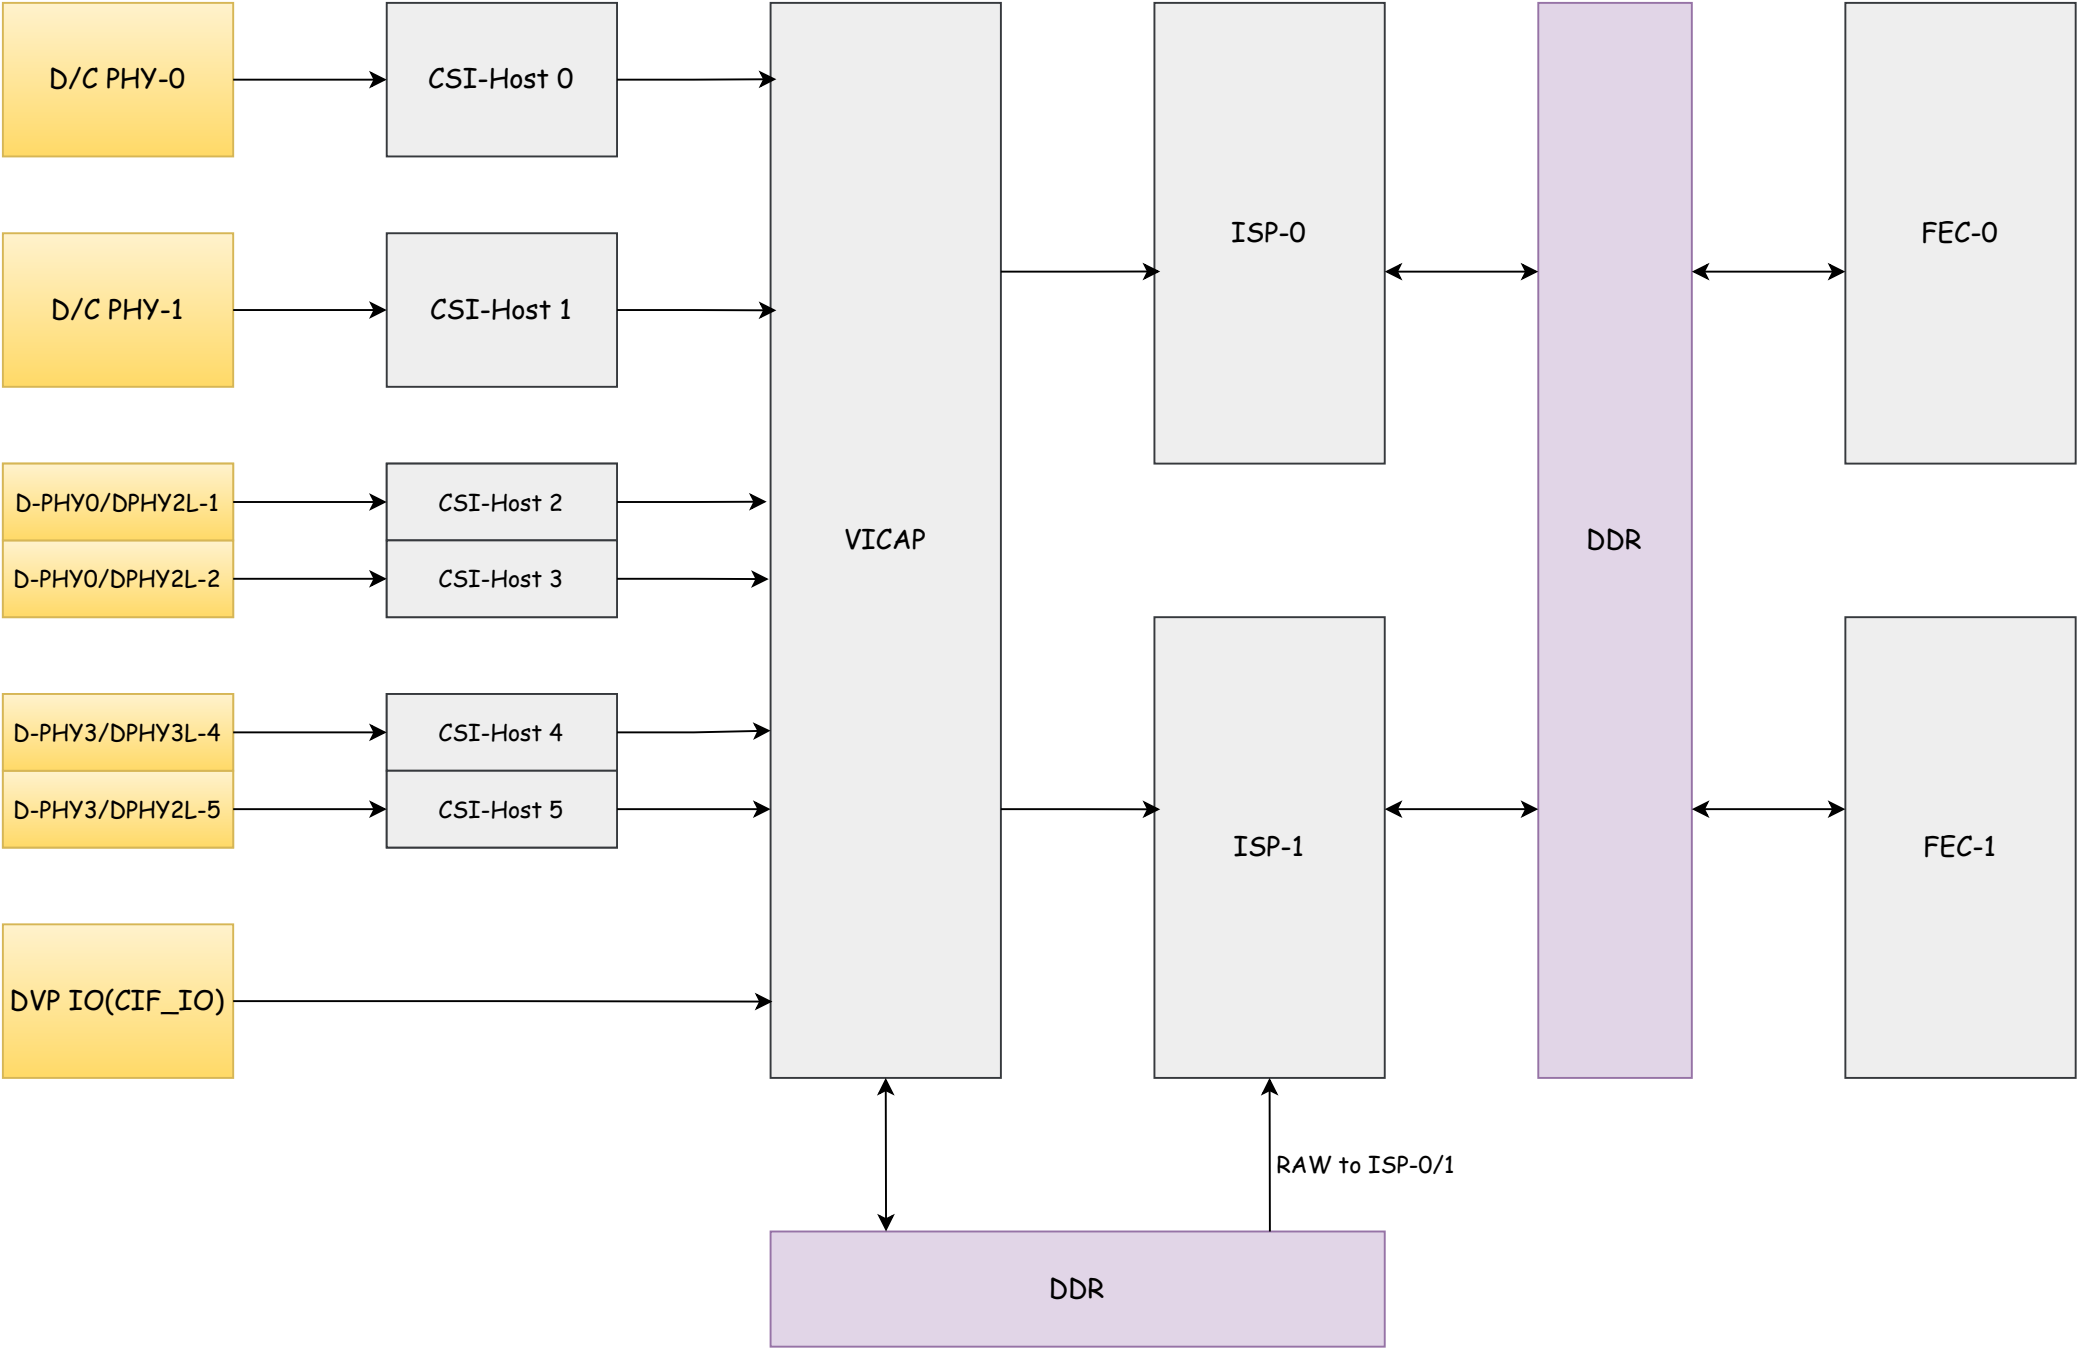 D/C PHY-0
CSI-Host 0
D/C PHY-1
CSI-Host 1
D-PHY0/DPHY2L-1
CSI-Host 2
D-PHY0/DPHY2L-2
CSI-Host 3
D-PHY3/DPHY3L-4
CSI-Host 4
D-PHY3/DPHY2L-5
CSI-Host 5
DVP IO(CIF_IO)
VICAP
ISP-0
ISP-1
DDR
FEC-0
FEC-1
RAW to ISP-0/1
DDR